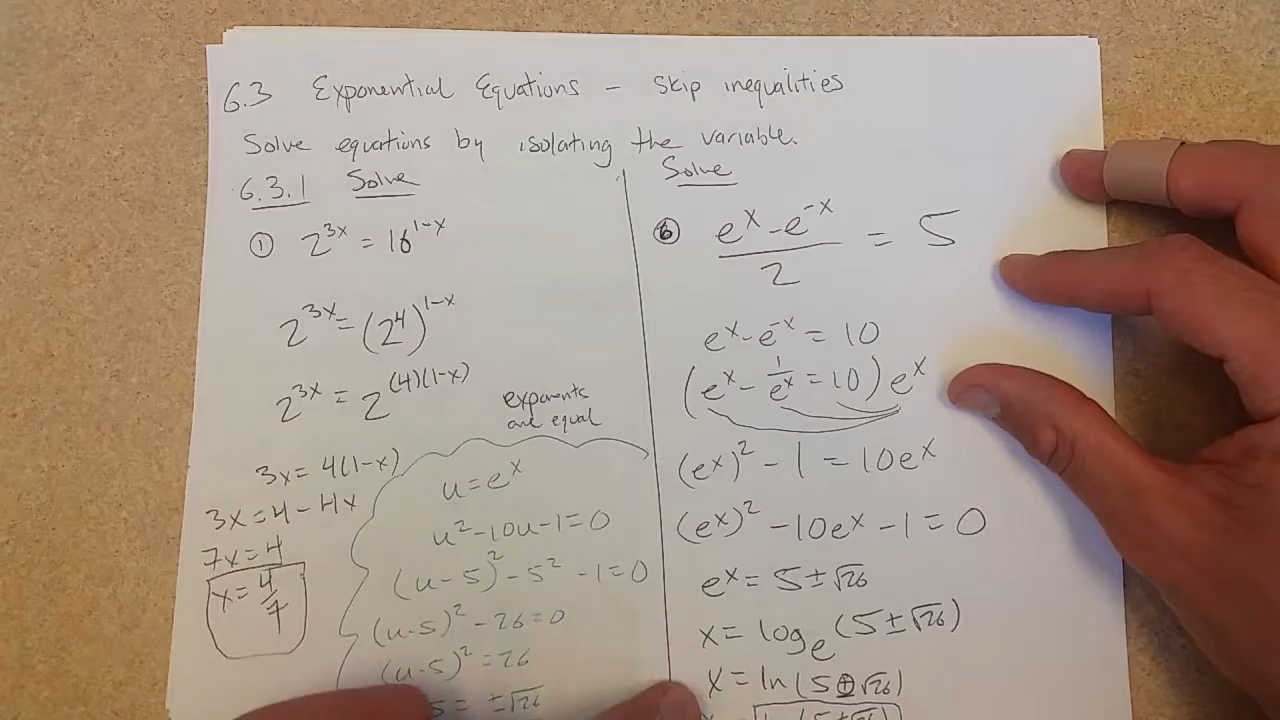 6.3 Exponential Equations – Skip inequalities
Solve equations by isolating the variable.
6.3.1 Solve
① 2^{3x} = 16^{1-x}
2^{3x} = (2^4)^{1-x}
2^{3x} = 2^{(4)(1-x)}
exponents
are equal
3x = 4(1-x)
3x = 4 - 4x
7x = 4
x = 4/7
u = e^x
u^2 - 10u - 1 = 0
(u - 5)^2 - 5^2 - 1 = 0
(u - 5)^2 - 26 = 0
(u - 5)^2 = 26
5 = ±√26
Solve
⑥ (e^x - e^{-x})/2 = 5
e^x - e^{-x} = 10
(e^x - 1/e^x = 10) e^x
(e^x)^2 - 1 = 10e^x
(e^x)^2 - 10e^x - 1 = 0
e^x = 5 ± √26
x = log_e (5 ± √26)
x = ln (5 ± √26)